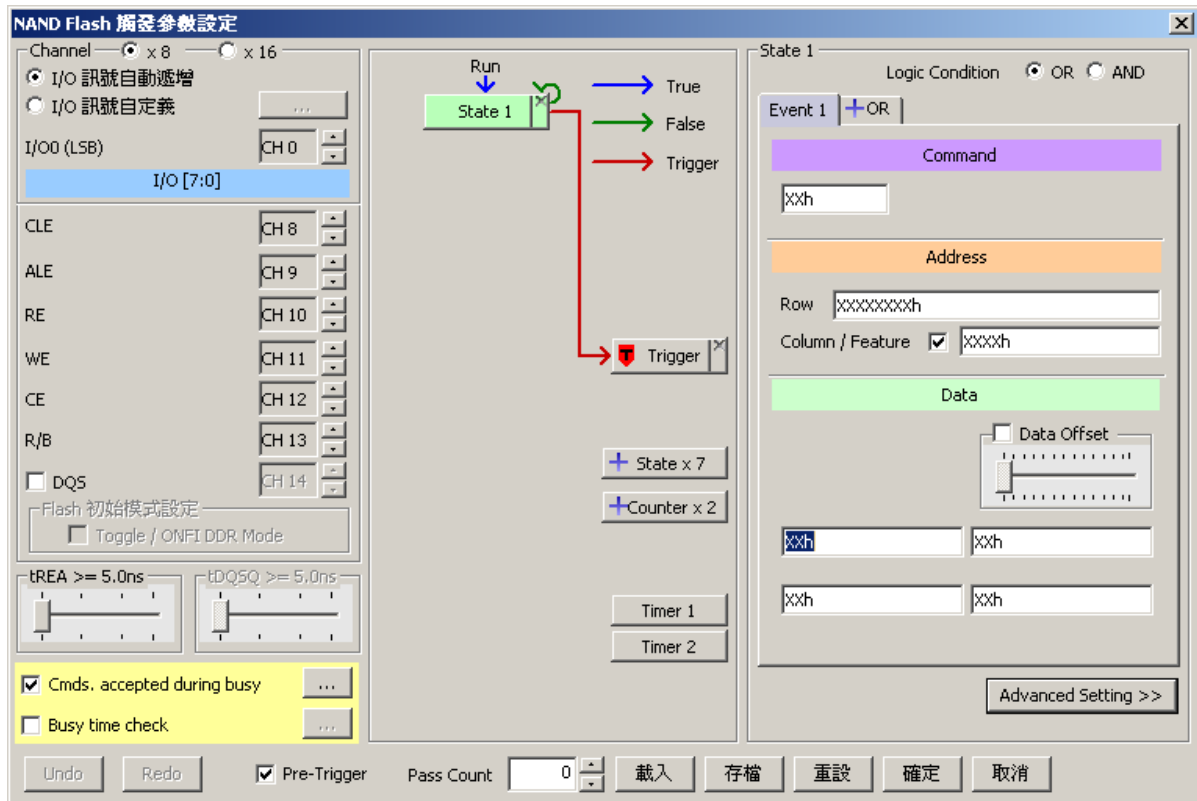 NAND Flash 觸發參數設定
Channel x 8 x 16
I/O 訊號自動遞增
I/O 訊號自定義 ...
I/O0 (LSB) CH 0
I/O [7:0]
CLE CH 8
ALE CH 9
RE CH 10
WE CH 11
CE CH 12
R/B CH 13
DQS CH 14
Flash 初始模式設定
Toggle / ONFI DDR Mode
tREA >= 5.0ns tDQSQ >= 5.0ns
Cmds. accepted during busy ...
Busy time check ...
Run
State 1
True
False
Trigger
Trigger
State x 7
Counter x 2
Timer 1
Timer 2
State 1
Logic Condition OR AND
Event 1 +OR
Command
XXh
Address
Row XXXXXXXXh
Column / Feature XXXXh
Data
Data Offset
XXh XXh
XXh XXh
Advanced Setting >>
Undo Redo Pre-Trigger Pass Count 0 載入 存檔 重設 確定 取消